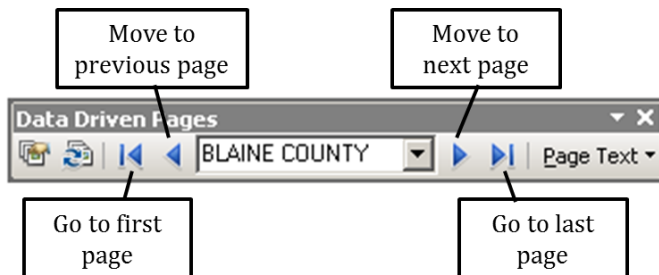 Move to
previous page
Move to
next page
Data Driven Pages
BLAINE COUNTY
Page Text
Go to first
page
Go to last
page